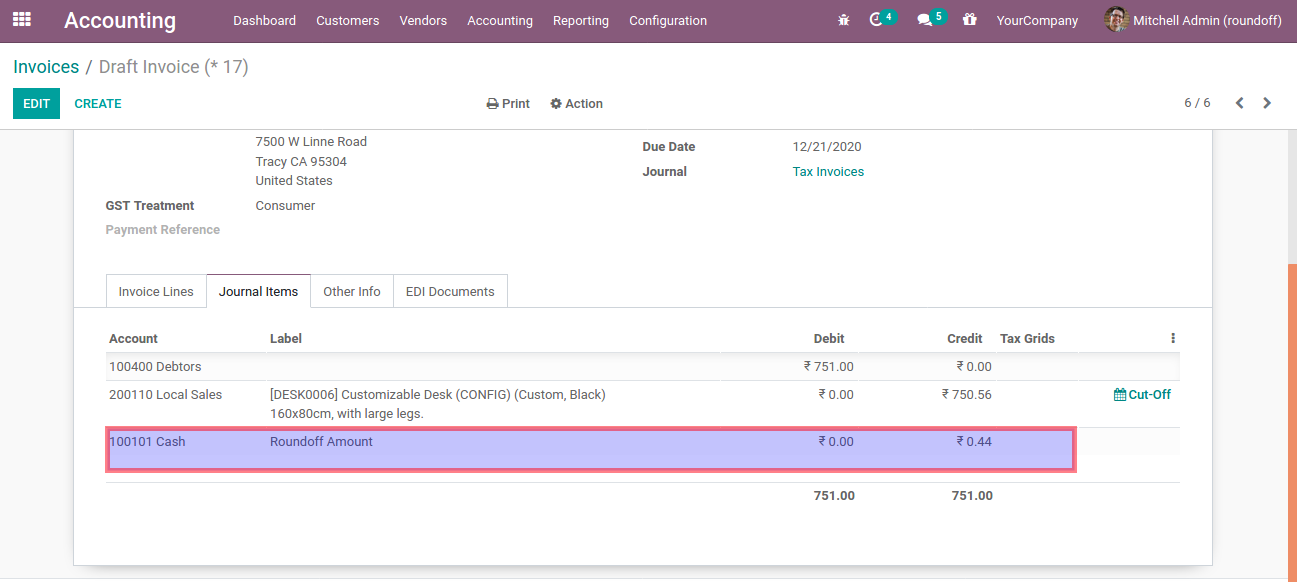 Accounting Dashboard Customers Vendors Accounting Reporting Configuration 4 5 YourCompany Mitchell Admin (roundoff)
Invoices / Draft Invoice (* 17)
EDIT CREATE Print Action 6 / 6
7500 W Linne Road
Due Date 12/21/2020
Tracy CA 95304
Journal Tax Invoices
United States
GST Treatment Consumer
Payment Reference
Invoice Lines Journal Items Other Info EDI Documents
Account Label Debit Credit Tax Grids
100400 Debtors ₹ 751.00 ₹ 0.00
200110 Local Sales [DESK0006] Customizable Desk (CONFIG) (Custom, Black) ₹ 0.00 ₹ 750.56 Cut-Off
160x80cm, with large legs.
100101 Cash Roundoff Amount ₹ 0.00 ₹ 0.44
751.00 751.00